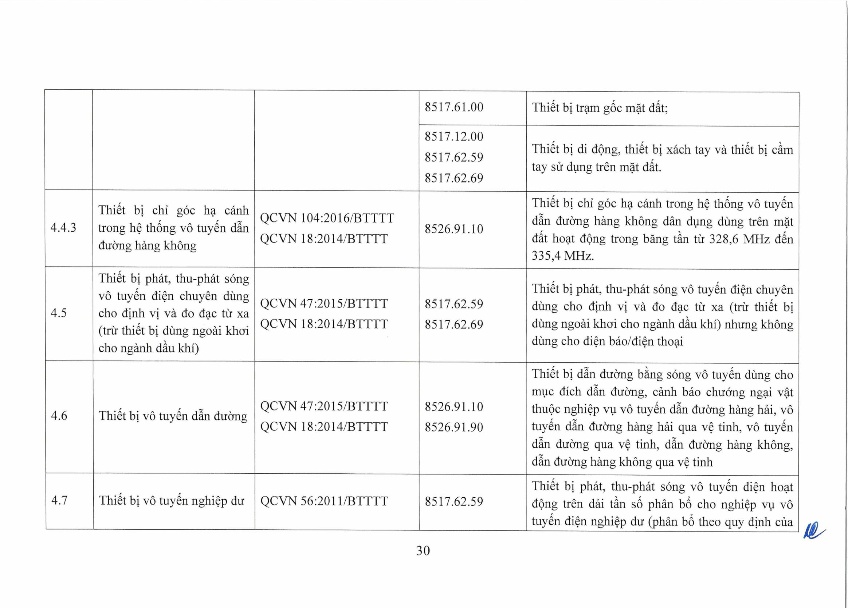 8517.61.00
Thiết bị trạm gốc mặt đất;
8517.12.00
8517.62.59
8517.62.69
Thiết bị di động, thiết bị xách tay và thiết bị cầm
tay sử dụng trên mặt đất.
4.4.3
Thiết bị chỉ góc hạ cánh
trong hệ thống vô tuyến dẫn
đường hàng không
QCVN 104:2016/BTTTT
QCVN 18:2014/BTTTT
8526.91.10
Thiết bị chỉ góc hạ cánh trong hệ thống vô tuyến
dẫn đường hàng không dân dụng dùng trên mặt
đất hoạt động trong băng tần từ 328,6 MHz đến
335,4 MHz.
4.5
Thiết bị phát, thu-phát sóng
vô tuyến điện chuyên dùng
cho định vị và đo đạc từ xa
(trừ thiết bị dùng ngoài khơi
cho ngành dầu khí)
QCVN 47:2015/BTTTT
QCVN 18:2014/BTTTT
8517.62.59
8517.62.69
Thiết bị phát, thu-phát sóng vô tuyến điện chuyên
dùng cho định vị và đo đạc từ xa (trừ thiết bị
dùng ngoài khơi cho ngành dầu khí) nhưng không
dùng cho điện báo/điện thoại
4.6
Thiết bị vô tuyến dẫn đường
QCVN 47:2015/BTTTT
QCVN 18:2014/BTTTT
8526.91.10
8526.91.90
Thiết bị dẫn đường bằng sóng vô tuyến dùng cho
mục đích dẫn đường, cảnh báo chướng ngại vật
thuộc nghiệp vụ vô tuyến dẫn đường hàng hải, vô
tuyến dẫn đường hàng hải qua vệ tinh, vô tuyến
dẫn đường qua vệ tinh, dẫn đường hàng không,
dẫn đường hàng không qua vệ tinh
4.7
Thiết bị vô tuyến nghiệp dư
QCVN 56:2011/BTTTT
8517.62.59
Thiết bị phát, thu-phát sóng vô tuyến điện hoạt
động trên dải tần số phân bổ cho nghiệp vụ vô
tuyến điện nghiệp dư (phân bổ theo quy định của
30